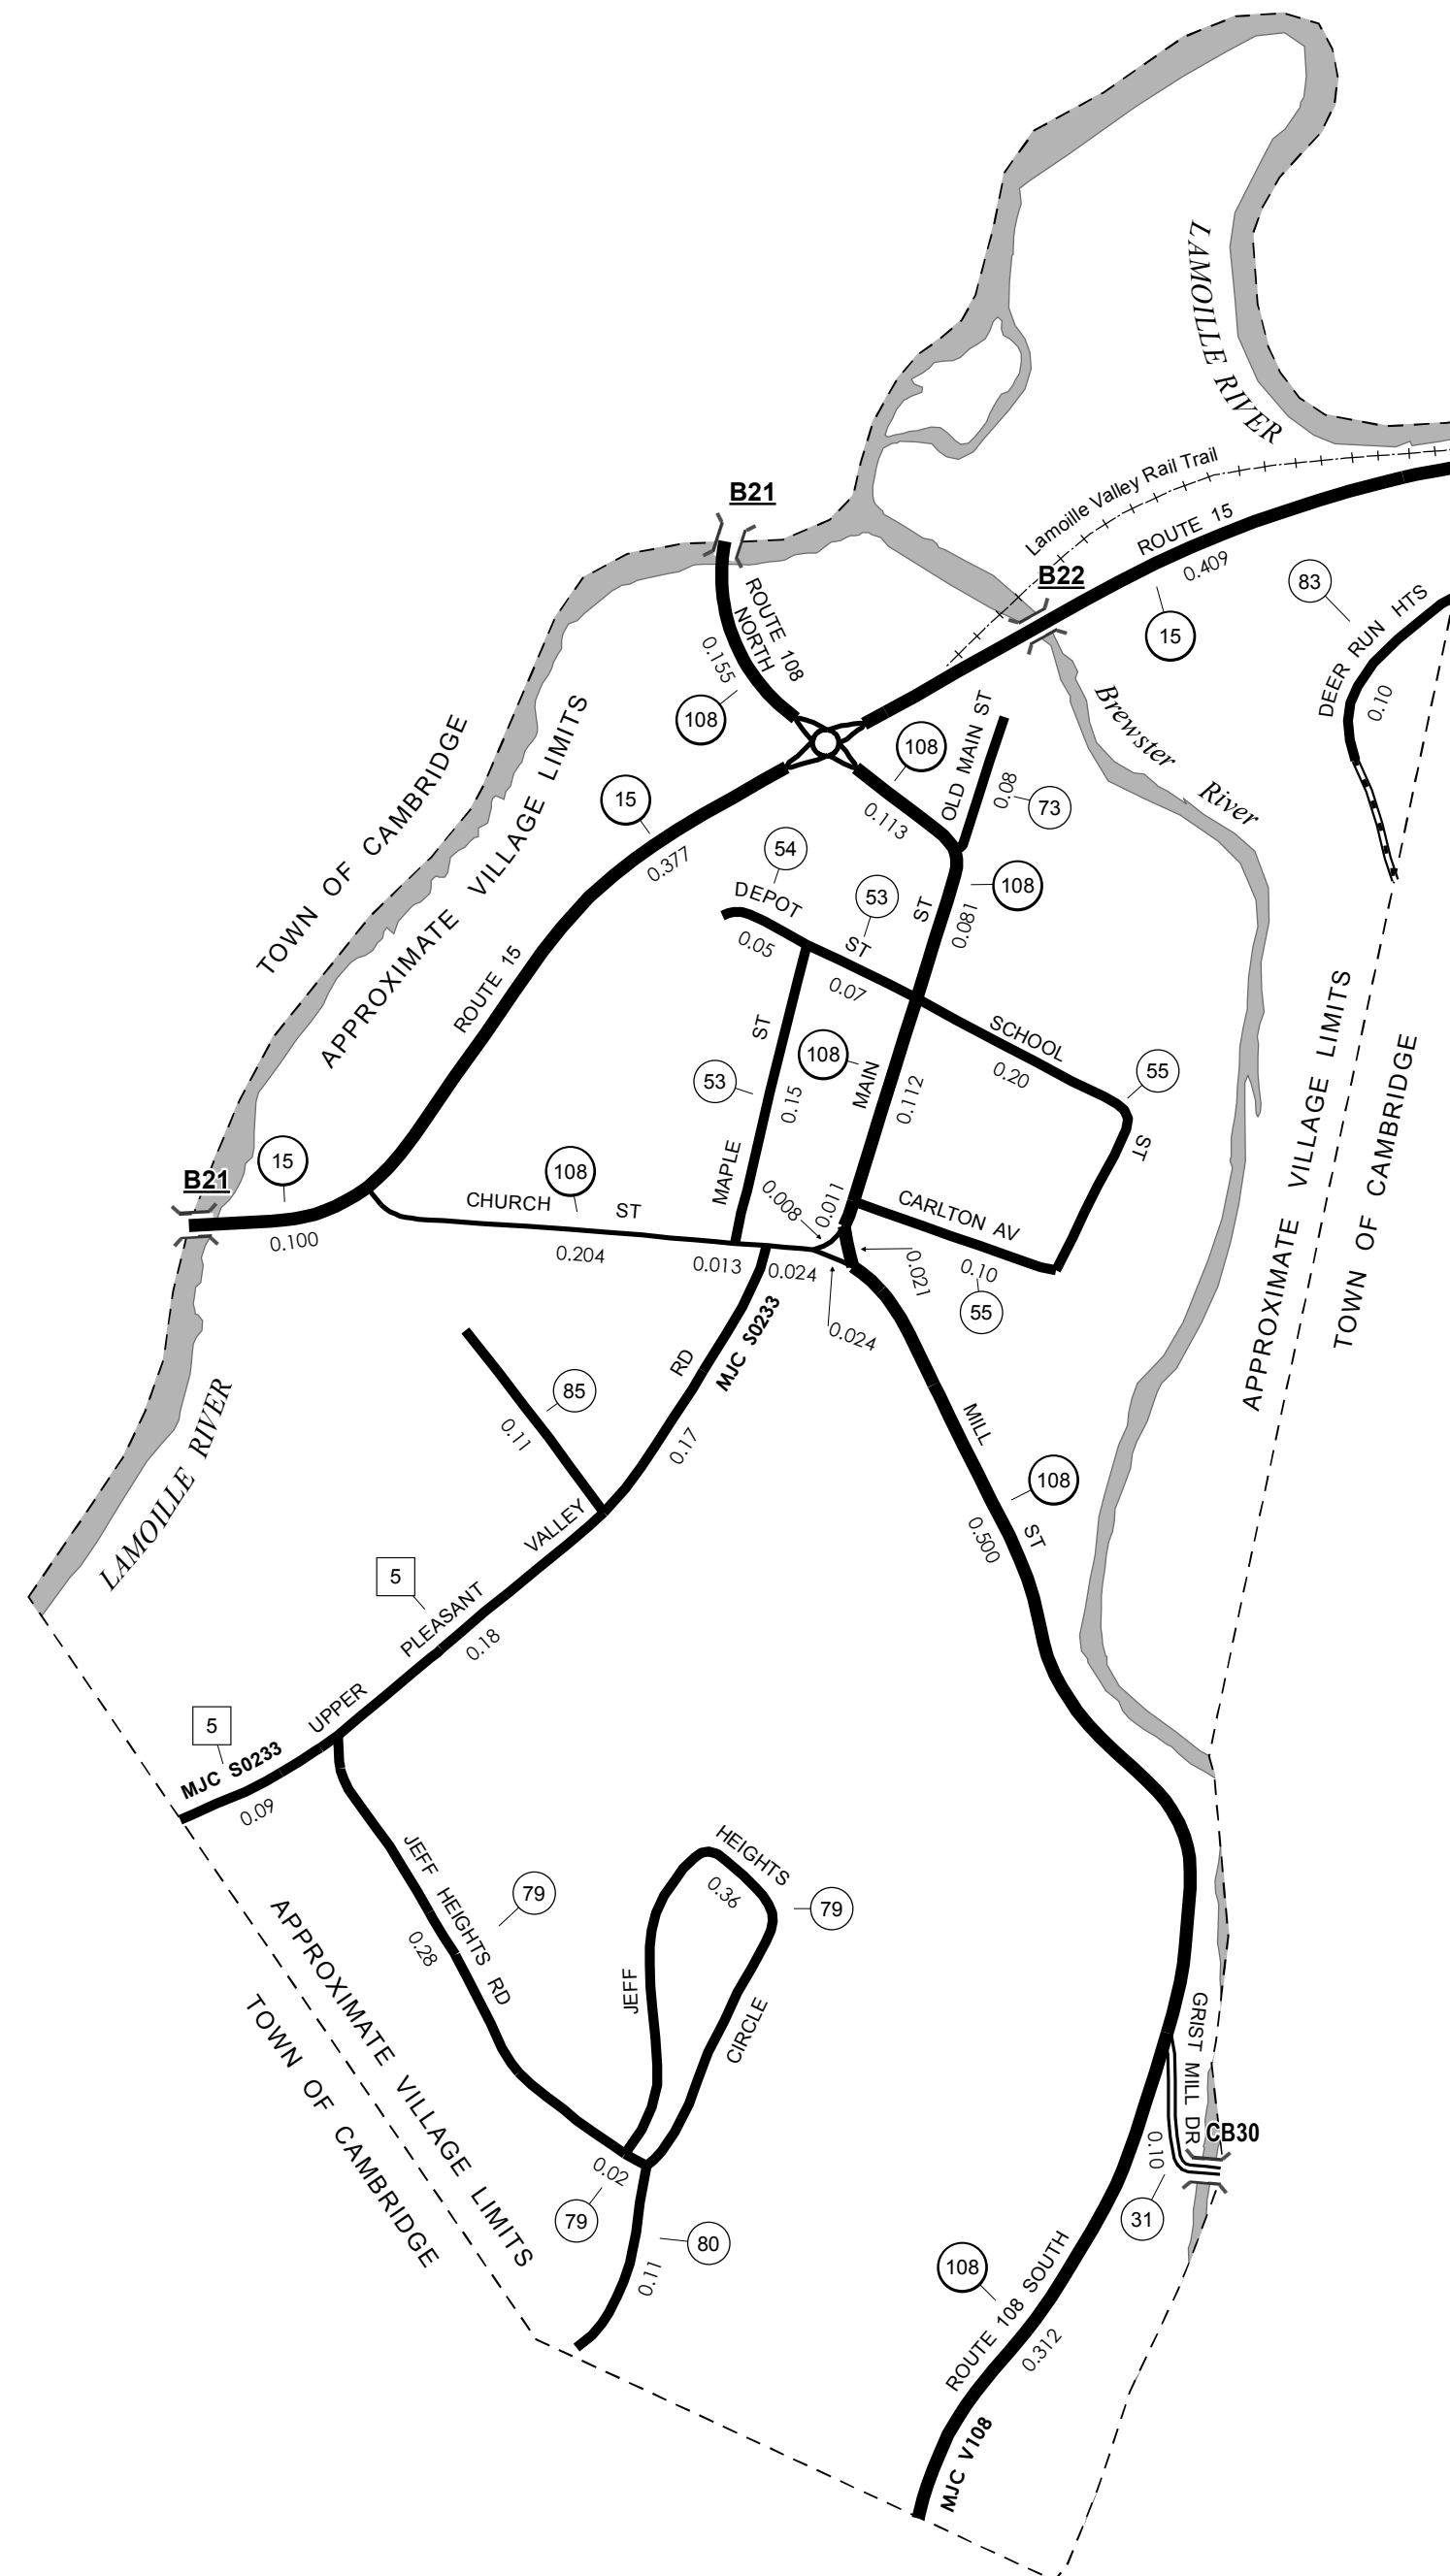 LAMOILLE RIVER
B21
Lamoille Valley Rail Trail
ROUTE 15
0.409
B22
83
15
DEER RUN HTS
0.10
ROUTE 108
NORTH
0.155
108
Brewster River
TOWN OF CAMBRIDGE
APPROXIMATE VILLAGE LIMITS
108
OLD MAIN ST
0.08
73
0.113
15
0.377
54
DEPOT ST
53
0.05
0.07
108
0.081
ROUTE 15
SCHOOL ST
0.20
55
53
MAPLE ST
0.15
108
MAIN ST
0.112
APPROXIMATE VILLAGE LIMITS
TOWN OF CAMBRIDGE
B21
15
0.100
108
CHURCH ST
0.204
0.013
0.024
0.008
0.011
CARLTON AV
0.10
55
0.021
0.024
MJC S0233
85
0.11
0.17
LAMOILLE RIVER
MILL ST
108
0.500
5
UPPER PLEASANT VALLEY RD
0.18
5
MJC S0233
0.09
JEFF HEIGHTS RD
79
0.28
JEFF HEIGHTS CIRCLE
0.36
79
APPROXIMATE VILLAGE LIMITS
TOWN OF CAMBRIDGE
0.02
79
80
0.11
GRIST MILL DR
CB30
0.10
31
108
ROUTE 108 SOUTH
0.312
MJC V108